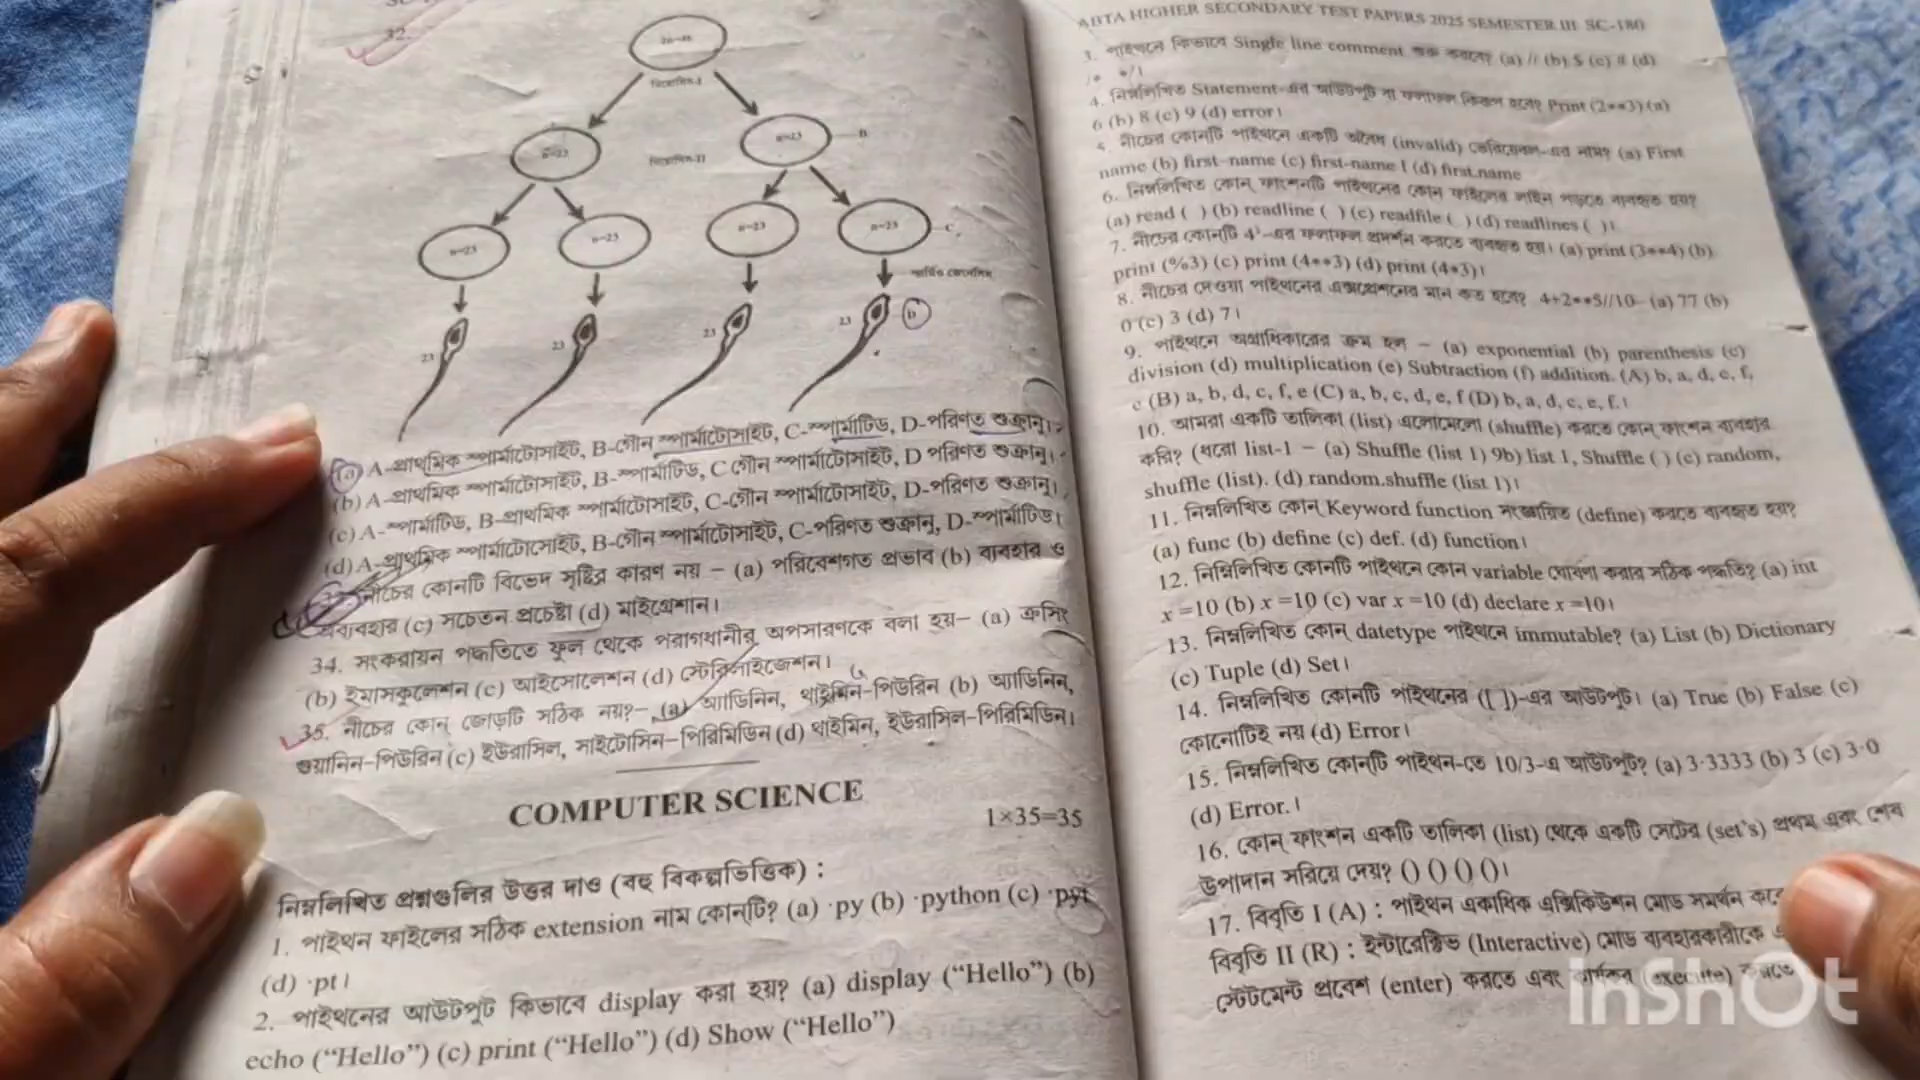 32.
2n=46
মিয়োসিস-I
n=23
n=23
B
মিয়োসিস-II
n=23
n=23
n=23
n=23
C
23
23
23
23
D
(a) A-প্রাথমিক স্পার্মাটোসাইট, B-গৌন স্পার্মাটোসাইট, C-স্পার্মাটিড, D-পরিণত শুক্রানু।
(b) A-প্রাথমিক স্পার্মাটোসাইট, B-স্পার্মাটিড, C গৌন স্পার্মাটোসাইট, D পরিণত শুক্রানু।
(c) A-স্পার্মাটিড, B-প্রাথমিক স্পার্মাটোসাইট, C-গৌন স্পার্মাটোসাইট, D-পরিণত শুক্রানু।
(d) A-প্রাথমিক স্পার্মাটোসোইট, B-গৌন স্পার্মাটোসাইট, C-পরিণত শুক্রানু, D-স্পার্মাটিড।
33. নীচের কোনটি বিভেদ সৃষ্টির কারণ নয় – (a) পরিবেশগত প্রভাব (b) ব্যবহার ও
অব্যবহার (c) সচেতন প্রচেষ্টা (d) মাইগ্রেশান।
34. সংকরায়ন পদ্ধতিতে ফুল থেকে পরাগধানীর অপসারণকে বলা হয়– (a) ক্রসিং
(b) ইমাসকুলেশন (c) আইসোলেশন (d) স্টেরিলাইজেশন।
35. নীচের কোন্ জোড়টি সঠিক নয়?– (a) অ্যাডিনিন, থাইমিন-পিউরিন (b) অ্যাডিনিন,
গুয়ানিন-পিউরিন (c) ইউরাসিল, সাইটোসিন-পিরিমিডিন (d) থাইমিন, ইউরাসিল-পিরিমিডিন।
COMPUTER SCIENCE
1×35=35
নিম্নলিখিত প্রশ্নগুলির উত্তর দাও (বহু বিকল্পভিত্তিক) :
1. পাইথন ফাইলের সঠিক extension নাম কোন্‌টি? (a) ·py (b) ·python (c) ·pyt
(d) ·pt।
2. পাইথনের আউটপুট কিভাবে display করা হয়? (a) display (“Hello”) (b)
echo (“Hello”) (c) print (“Hello”) (d) Show (“Hello”)
ABTA HIGHER SECONDARY TEST PAPERS 2025 SEMESTER III SC-180
3. পাইথনে কিভাবে Single line comment শুরু করবে? (a) // (b) $ (c) # (d)
/* */।
4. নিম্নলিখিত Statement-এর আউটপুট বা ফলাফল কিরূপ হবে? Print (2**3) (a)
6 (b) 8 (c) 9 (d) error।
5. নীচের কোনটি পাইথনে একটি অবৈধ (invalid) ভেরিয়েবল-এর নাম? (a) First
name (b) first-name (c) first-name 1 (d) first.name
6. নিম্নলিখিত কোন্ ফাংশনটি পাইথনের কোন ফাইলের লাইন পড়তে ব্যবহৃত হয়?
(a) read ( ) (b) readline ( ) (c) readfile ( ) (d) readlines ( )।
7. নীচের কোনটি 4³-এর ফলাফল প্রদর্শন করতে ব্যবহৃত হয়। (a) print (3**4) (b)
print (%3) (c) print (4**3) (d) print (4*3)।
8. নীচের দেওয়া পাইথনের এক্সপ্রেশনের মান কত হবে? 4+2**5//10– (a) 77 (b)
0 (c) 3 (d) 7।
9. পাইথনে অগ্রাধিকারের ক্রম হল – (a) exponential (b) parenthesis (c)
division (d) multiplication (e) Subtraction (f) addition. (A) b, a, d, c, f,
e (B) a, b, d, c, f, e (C) a, b, c, d, e, f (D) b, a, d, c, e, f.।
10. আমরা একটি তালিকা (list) এলোমেলো (shuffle) করতে কোন্ ফাংশন ব্যবহার
করি? (ধরো list-1 – (a) Shuffle (list 1) 9b) list 1, Shuffle ( ) (c) random,
shuffle (list). (d) random.shuffle (list 1)।
11. নিম্নলিখিত কোন্ Keyword function সংজ্ঞায়িত (define) করতে ব্যবহৃত হয়?
(a) func (b) define (c) def. (d) function।
12. নিম্নিলিখিত কোনটি পাইথনে কোন variable ঘোষণা করার সঠিক পদ্ধতি? (a) int
x =10 (b) x =10 (c) var x =10 (d) declare x =10।
13. নিম্নলিখিত কোন্ datetype পাইথনে immutable? (a) List (b) Dictionary
(c) Tuple (d) Set।
14. নিম্নলিখিত কোনটি পাইথনের ([ ])-এর আউটপুট। (a) True (b) False (c)
কোনোটিই নয় (d) Error।
15. নিম্নলিখিত কোন্‌টি পাইথন-তে 10/3-এ আউটপুট? (a) 3·3333 (b) 3 (c) 3·0
(d) Error.।
16. কোন্ ফাংশন একটি তালিকা (list) থেকে একটি সেটের (set’s) প্রথম এবং শেষ
উপাদান সরিয়ে দেয়? () () () ()।
17. বিবৃতি I (A) : পাইথন একাধিক এক্সিকিউশন মোড সমর্থন করে
বিবৃতি II (R) : ইন্টারেক্টিভ (Interactive) মোড ব্যবহারকারীকে
স্টেটমেন্ট প্রবেশ (enter) করতে এবং কার্যকর (execute) করতে
InShOt